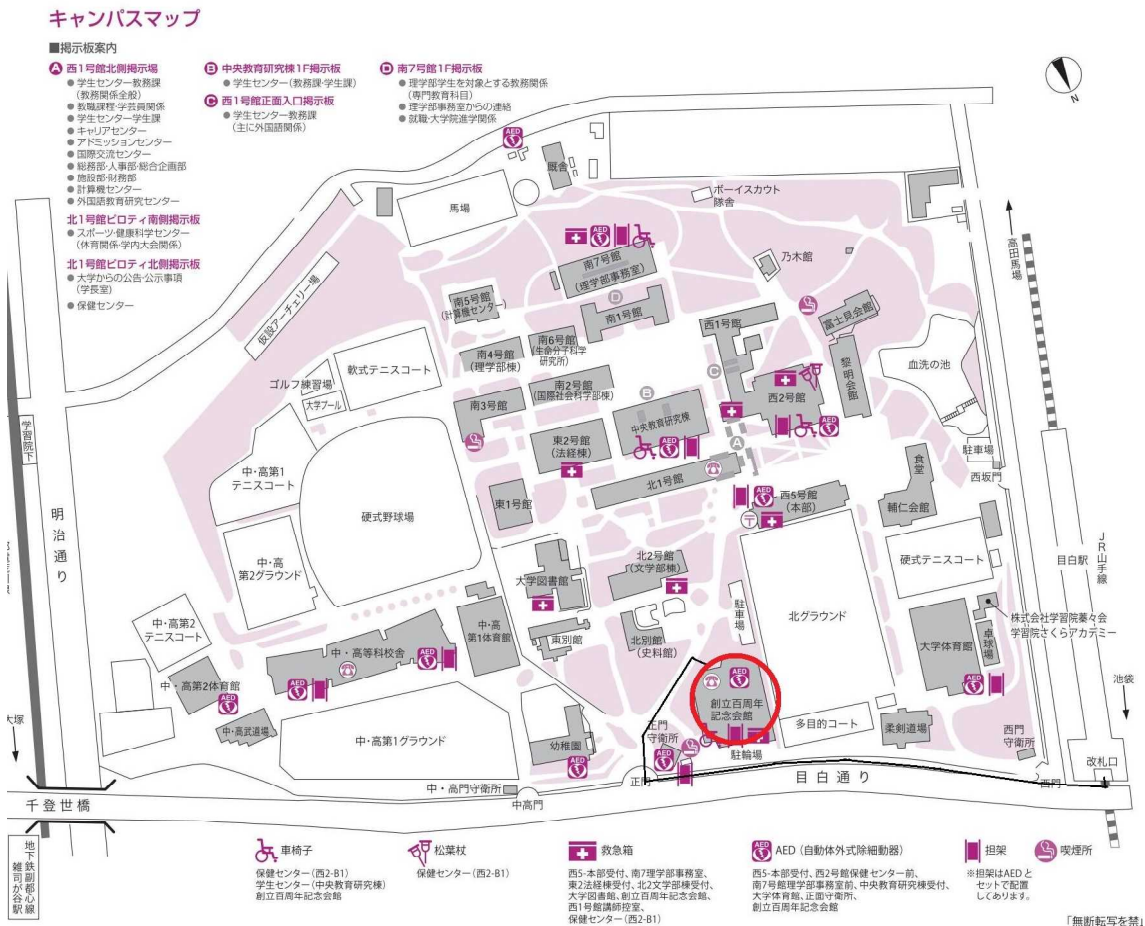 キャンパスマップ
■掲示板案内
A 西1号館北側掲示場
●学生センター教務課
(教務関係全般)
●教職課程・学芸員関係
●学生センター学生課
●キャリアセンター
●アドミッションセンター
●国際交流センター
●総務部・人事部・総合企画部
●施設部・財務部
●計算機センター
●外国語教育研究センター
北1号館ピロティ南側掲示板
●スポーツ・健康科学センター
(体育関係・学内大会関係)
北1号館ピロティ北側掲示板
●大学からの公告・公示事項
(学長室)
●保健センター
B 中央教育研究棟1F掲示板
●学生センター(教務課・学生課)
C 西1号館正面入口掲示板
●学生センター教務課
(主に外国語関係)
D 南7号館1F掲示板
●理学部学生を対象とする教務関係
(専門教育科目)
●理学部事務室からの連絡
●就職・大学院進学関係
N
AED
厩舎
馬場
ボーイスカウト
隊舎
乃木館
高田馬場
AED
南7号館
(理学部事務室)
D
南1号館
南5号館
(計算機センター)
仮設アーチェリー場
南6号館
(生命分子科学
研究所)
南4号館
(理学部棟)
西1号館
富士見会館
黎明会館
血洗の池
軟式テニスコート
ゴルフ練習場
大学プール
南2号館
(国際社会科学部棟)
南3号館
B
中央教育研究棟
AED
C
西2号館
AED
A
東2号館
(法経棟)
北1号館
学習院下
中・高第1
テニスコート
硬式野球場
東1号館
西5号館
(本部)
AED
〒
食堂
輔仁会館
駐車場
西坂門
明治通り
中・高
第2グラウンド
大学図書館
北2号館
(文学部棟)
駐車場
北グラウンド
硬式テニスコート
目白駅
JR山手線
株式会社学習院蓁々会
学習院さくらアカデミー
中・高第2
テニスコート
中・高
第1体育館
東別館
北別館
(史料館)
大学体育館
卓球場
AED
中・高等科校舎
AED
AED
中・高第2体育館
AED
中・高武道場
中・高第1グラウンド
幼稚園
AED
正門
守衛所
AED
AED
創立百周年
記念会館
駐輪場
多目的コート
柔剣道場
西門
守衛所
池袋
改札口
大塚
正門
目白通り
西門
中・高門守衛所
中高門
千登世橋
地下鉄副都心線
雑司が谷駅
車椅子
保健センター(西2-B1)
学生センター(中央教育研究棟)
創立百周年記念会館
松葉杖
保健センター(西2-B1)
救急箱
西5-本部受付、南7理学部事務室、
東2法経棟受付、北2文学部棟受付、
大学図書館、創立百周年記念会館、
西1号館講師控室、
保健センター(西2-B1)
AED AED(自動体外式除細動器)
西5-本部受付、西2号館保健センター前、
南7号館理学部事務室前、中央教育研究棟受付、
大学体育館、正面守衛所、
創立百周年記念会館
担架
※担架はAEDと
セットで配置
してあります。
喫煙所
「無断転写を禁」